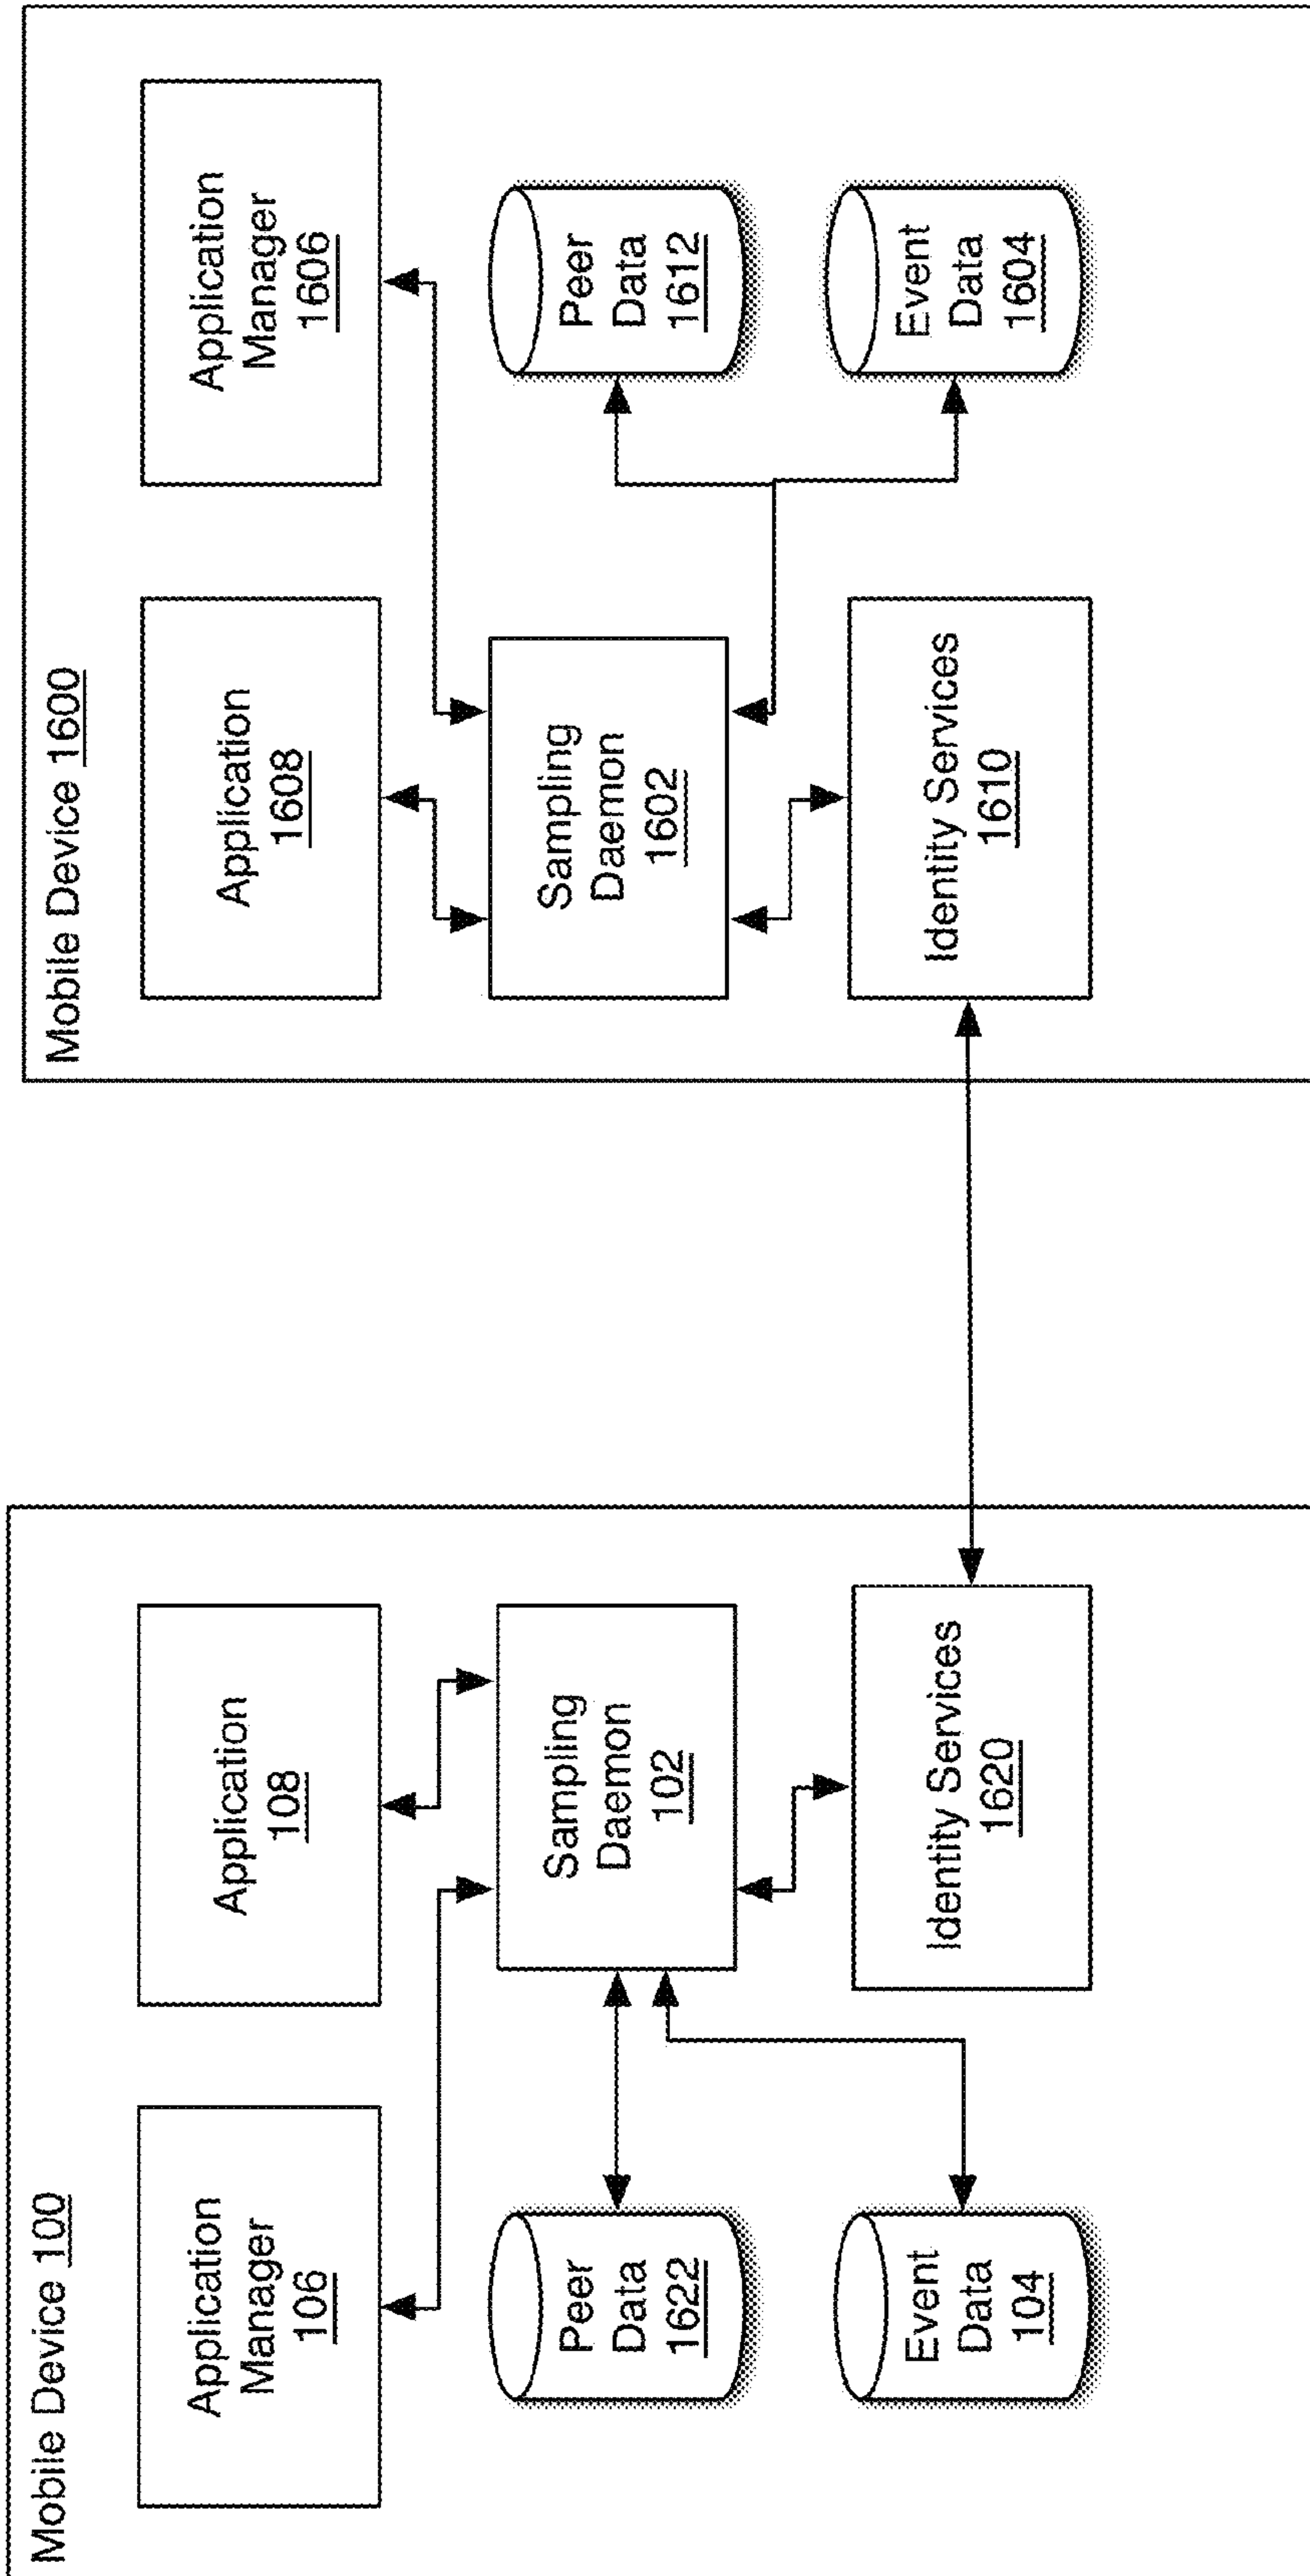 Mobile Device 100
Application
Manager
106
Application
108
Peer
Data
1622
Sampling
Daemon
102
Event
Data
104
Identity Services
1620
Mobile Device 1600
Application
1608
Application
Manager
1606
Sampling
Daemon
1602
Peer
Data
1612
Identity Services
1610
Event
Data
1604